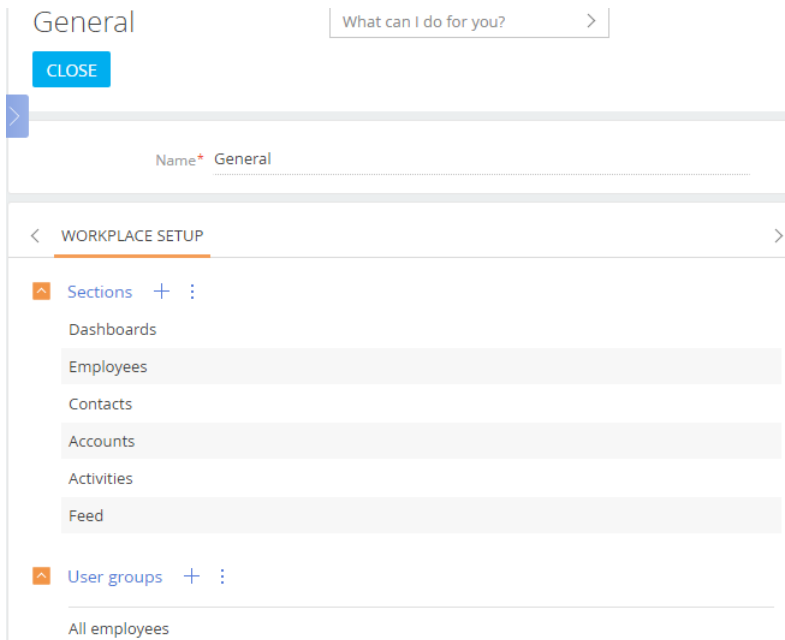 General
What can I do for you?
CLOSE
Name* General
WORKPLACE SETUP
Sections
Dashboards
Employees
Contacts
Accounts
Activities
Feed
User groups
All employees